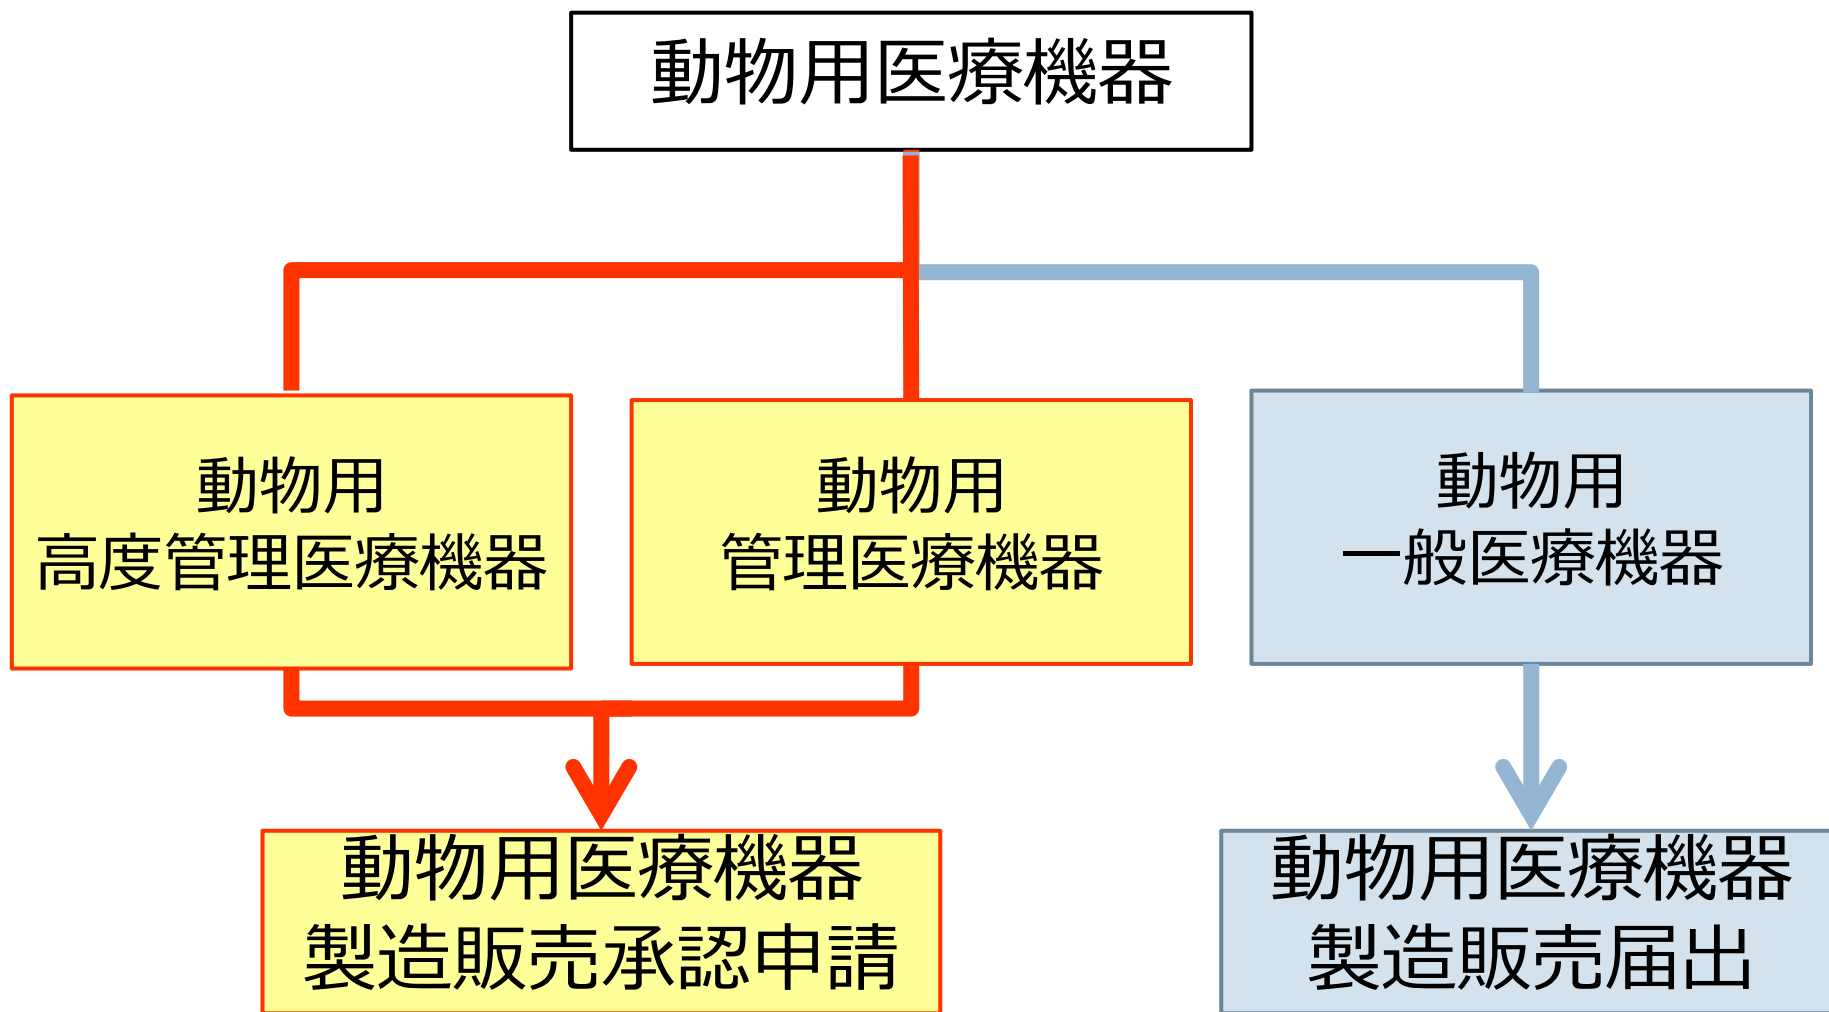 動物用医療機器
動物用
高度管理医療機器
動物用
管理医療機器
動物用
一般医療機器
動物用医療機器
製造販売承認申請
動物用医療機器
製造販売届出